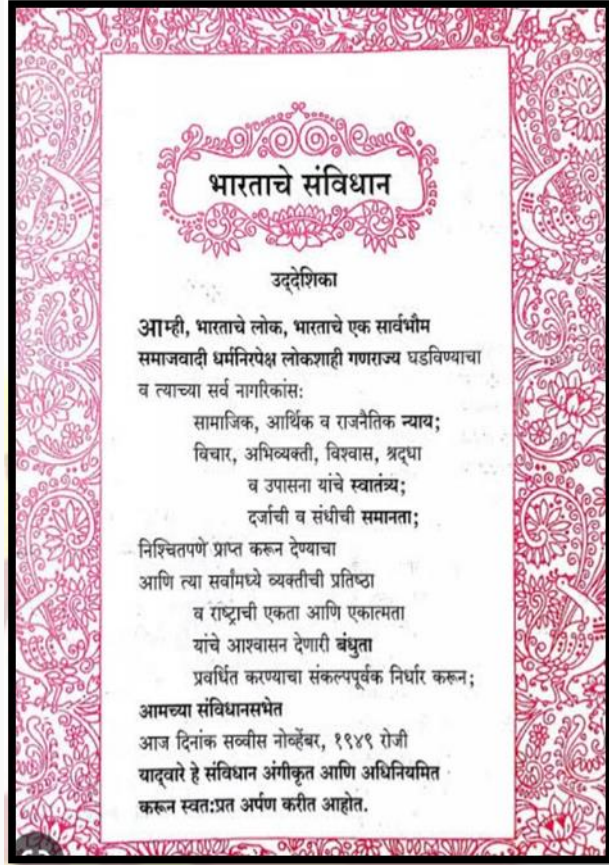 भारताचे संविधान
उद्‌देशिका
आम्ही, भारताचे लोक, भारताचे एक सार्वभौम
समाजवादी धर्मनिरपेक्ष लोकशाही गणराज्य घडविण्याचा
व त्याच्या सर्व नागरिकांस:
सामाजिक, आर्थिक व राजनैतिक न्याय;
विचार, अभिव्यक्ती, विश्वास, श्रद्‌धा
व उपासना यांचे स्वातंत्र्य;
दर्जाची व संधीची समानता;
निश्चितपणे प्राप्त करून देण्याचा
आणि त्या सर्वांमध्ये व्यक्तीची प्रतिष्ठा
व राष्ट्राची एकता आणि एकात्मता
यांचे आश्वासन देणारी बंधुता
प्रवर्धित करण्याचा संकल्पपूर्वक निर्धार करून;
आमच्या संविधानसभेत
आज दिनांक सव्वीस नोव्हेंबर, १९४९ रोजी
याद्‌वारे हे संविधान अंगीकृत आणि अधिनियमित
करून स्वत:प्रत अर्पण करीत आहोत.